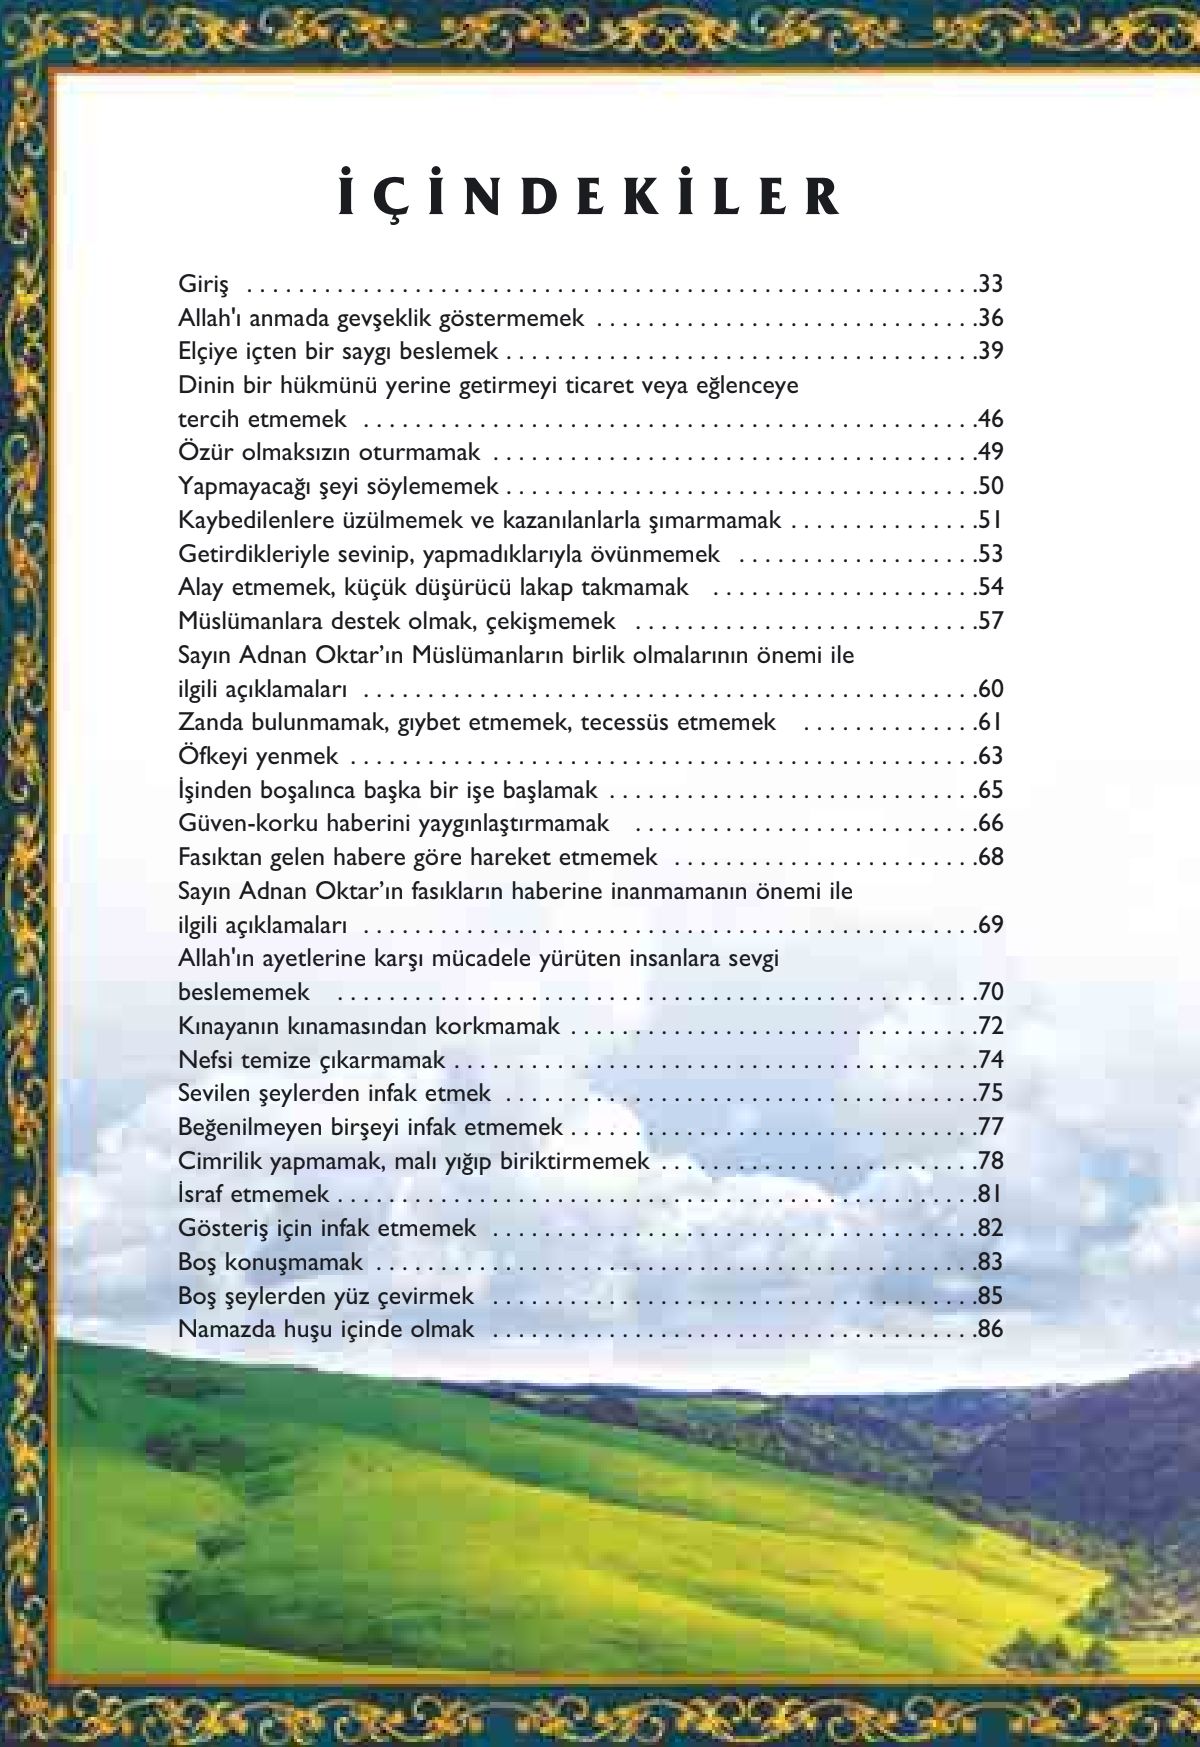 İÇİNDEKİLER
Giriş . . . . . . . . . . . . . . . . . . . . . . . . . . . . . . . . . . . . . . . . . . . . . . . . . . . . . . . . .33
Allah'ı anmada gevşeklik göstermemek . . . . . . . . . . . . . . . . . . . . . . . . . . . . . .36
Elçiye içten bir saygı beslemek . . . . . . . . . . . . . . . . . . . . . . . . . . . . . . . . . . . . .39
Dinin bir hükmünü yerine getirmeyi ticaret veya eğlenceye
tercih etmemek . . . . . . . . . . . . . . . . . . . . . . . . . . . . . . . . . . . . . . . . . . . . . . . .46
Özür olmaksızın oturmamak . . . . . . . . . . . . . . . . . . . . . . . . . . . . . . . . . . . . . .49
Yapmayacağı şeyi söylememek . . . . . . . . . . . . . . . . . . . . . . . . . . . . . . . . . . . . .50
Kaybedilenlere üzülmemek ve kazanılanlarla şımarmamak . . . . . . . . . . . . . . .51
Getirdikleriyle sevinip, yapmadıklarıyla övünmemek . . . . . . . . . . . . . . . . . . .53
Alay etmemek, küçük düşürücü lakap takmamak . . . . . . . . . . . . . . . . . . . . .54
Müslümanlara destek olmak, çekişmemek . . . . . . . . . . . . . . . . . . . . . . . . . . .57
Sayın Adnan Oktar’ın Müslümanların birlik olmalarının önemi ile
ilgili açıklamaları . . . . . . . . . . . . . . . . . . . . . . . . . . . . . . . . . . . . . . . . . . . . . . . .60
Zanda bulunmamak, gıybet etmemek, tecessüs etmemek . . . . . . . . . . . . . .61
Öfkeyi yenmek . . . . . . . . . . . . . . . . . . . . . . . . . . . . . . . . . . . . . . . . . . . . . . . . .63
İşinden boşalınca başka bir işe başlamak . . . . . . . . . . . . . . . . . . . . . . . . . . . . .65
Güven-korku haberini yaygınlaştırmamak . . . . . . . . . . . . . . . . . . . . . . . . . . .66
Fasıktan gelen habere göre hareket etmemek . . . . . . . . . . . . . . . . . . . . . . . .68
Sayın Adnan Oktar’ın fasıkların haberine inanmamanın önemi ile
ilgili açıklamaları . . . . . . . . . . . . . . . . . . . . . . . . . . . . . . . . . . . . . . . . . . . . . . . .69
Allah'ın ayetlerine karşı mücadele yürüten insanlara sevgi
beslememek . . . . . . . . . . . . . . . . . . . . . . . . . . . . . . . . . . . . . . . . . . . . . . . . . .70
Kınayanın kınamasından korkmamak . . . . . . . . . . . . . . . . . . . . . . . . . . . . . . . .72
Nefsi temize çıkarmamak . . . . . . . . . . . . . . . . . . . . . . . . . . . . . . . . . . . . . . . . .74
Sevilen şeylerden infak etmek . . . . . . . . . . . . . . . . . . . . . . . . . . . . . . . . . . . . .75
Beğenilmeyen birşeyi infak etmemek . . . . . . . . . . . . . . . . . . . . . . . . . . . . . . . .77
Cimrilik yapmamak, malı yığıp biriktirmemek . . . . . . . . . . . . . . . . . . . . . . . . .78
İsraf etmemek . . . . . . . . . . . . . . . . . . . . . . . . . . . . . . . . . . . . . . . . . . . . . . . . . .81
Gösteriş için infak etmemek . . . . . . . . . . . . . . . . . . . . . . . . . . . . . . . . . . . . . .82
Boş konuşmamak . . . . . . . . . . . . . . . . . . . . . . . . . . . . . . . . . . . . . . . . . . . . . . .83
Boş şeylerden yüz çevirmek . . . . . . . . . . . . . . . . . . . . . . . . . . . . . . . . . . . . . .85
Namazda huşu içinde olmak . . . . . . . . . . . . . . . . . . . . . . . . . . . . . . . . . . . . . .86